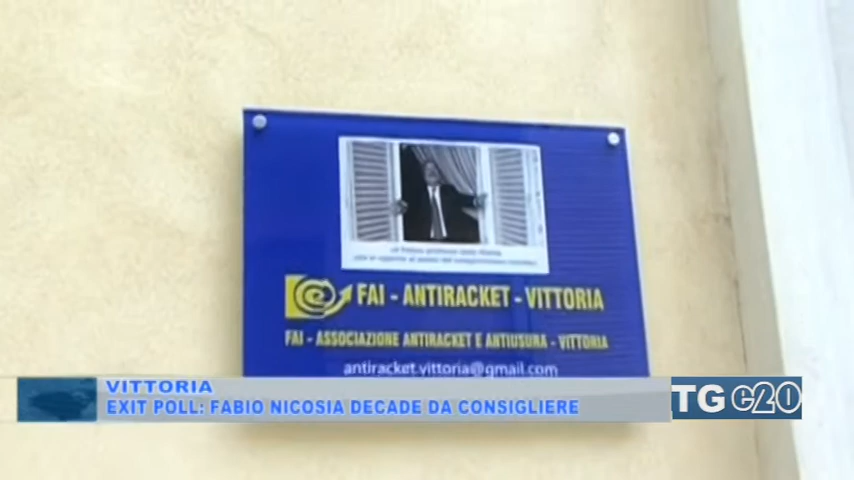 FAI - ANTIRACKET - VITTORIA
FAI - ASSOCIAZIONE ANTIRACKET E ANTIUSURA - VITTORIA
antiracket.vittoria@gmail.com
VITTORIA
EXIT POLL: FABIO NICOSIA DECADE DA CONSIGLIERE
TG e20